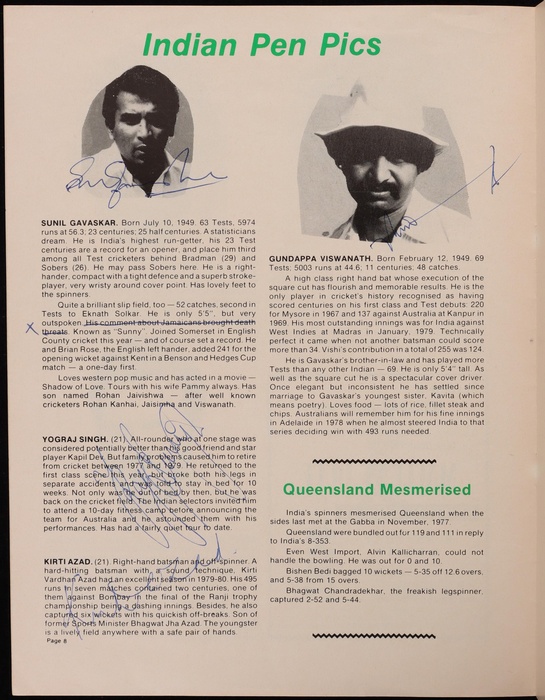 Indian Pen Pics
SUNIL GAVASKAR. Born July 10, 1949. 63 Tests, 5974
runs at 56.3; 23 centuries; 25 half centuries. A statisticians
dream. He is India's highest run-getter, his 23 Test
centuries are a record for an opener, and place him third
among all Test cricketers behind Bradman (29) and
Sobers (26). He may pass Sobers here. He is a right-
hander, compact with a tight defence and a superb stroke-
player, very wristy around cover point. Has lovely feet to
the spinners.
Quite a brilliant slip field, too — 52 catches, second in
Tests to Eknath Solkar. He is only 5'5", but very
outspoken. His comment about Jamaicans brought death
x threats. Known as "Sunny". Joined Somerset in English
County cricket this year — and of course set a record. He
and Brian Rose, the English left hander, added 241 for the
opening wicket against Kent in a Benson and Hedges Cup
match — a one-day first.
Loves western pop music and has acted in a movie —
Shadow of Love. Tours with his wife Pammy always. Has
son named Rohan Jaivishwa — after well known
cricketers Rohan Kanhai, Jaisimha and Viswanath.
YOGRAJ SINGH. (21). All-rounder who at one stage was
considered potentially better than his good friend and star
player Kapil Dev. But family problems caused him to retire
from cricket between 1977 and 1979. He returned to the
first class scene this year but broke both his legs in
separate accidents and was told to stay in bed for 10
weeks. Not only was he out of bed by then, but he was
back on the cricket field. The Indian selectors invited him
to attend a 10-day fitness camp before announcing the
team for Australia and he astounded them with his
performances. Has had a fairly quiet tour to date.
KIRTI AZAD. (21). Right-hand batsman and off-spinner. A
hard-hitting batsman with a sound technique. Kirti
Vardhan Azad had an excellent season in 1979-80. His 495
runs in seven matches contained two centuries, one of
them against Bombay in the final of the Ranji trophy
championship being a dashing innings. Besides, he also
captured six wickets with his quickish off-breaks. Son of
former Sports Minister Bhagwat Jha Azad. The youngster
is a lively field anywhere with a safe pair of hands.
Page 8
GUNDAPPA VISWANATH. Born February 12, 1949. 69
Tests; 5003 runs at 44.6; 11 centuries; 48 catches.
A high class right hand bat whose execution of the
square cut has flourish and memorable results. He is the
only player in cricket's history recognised as having
scored centuries on his first class and Test debuts: 220
for Mysore in 1967 and 137 against Australia at Kanpur in
1969. His most outstanding innings was for India against
West Indies at Madras in January, 1979. Technically
perfect it came when not another batsman could score
more than 34. Vishi's contribution in a total of 255 was 124.
He is Gavaskar's brother-in-law and has played more
Tests than any other Indian — 69. He is only 5'4" tall. As
well as the square cut he is a spectacular cover driver.
Once elegant but inconsistent he has settled since
marriage to Gavaskar's youngest sister, Kavita (which
means poetry). Loves food — lots of rice, fillet steak and
chips. Australians will remember him for his fine innings
in Adelaide in 1978 when he almost steered India to that
series deciding win with 493 runs needed.
Queensland Mesmerised
India's spinners mesmerised Queensland when the
sides last met at the Gabba in November, 1977.
Queensland were bundled out for 119 and 111 in reply
to India's 8-353.
Even West Import, Alvin Kallicharran, could not
handle the bowling. He was out for 0 and 10.
Bishen Bedi bagged 10 wickets — 5-35 off 12.6 overs,
and 5-38 from 15 overs.
Bhagwat Chandradekhar, the freakish legspinner,
captured 2-52 and 5-44.